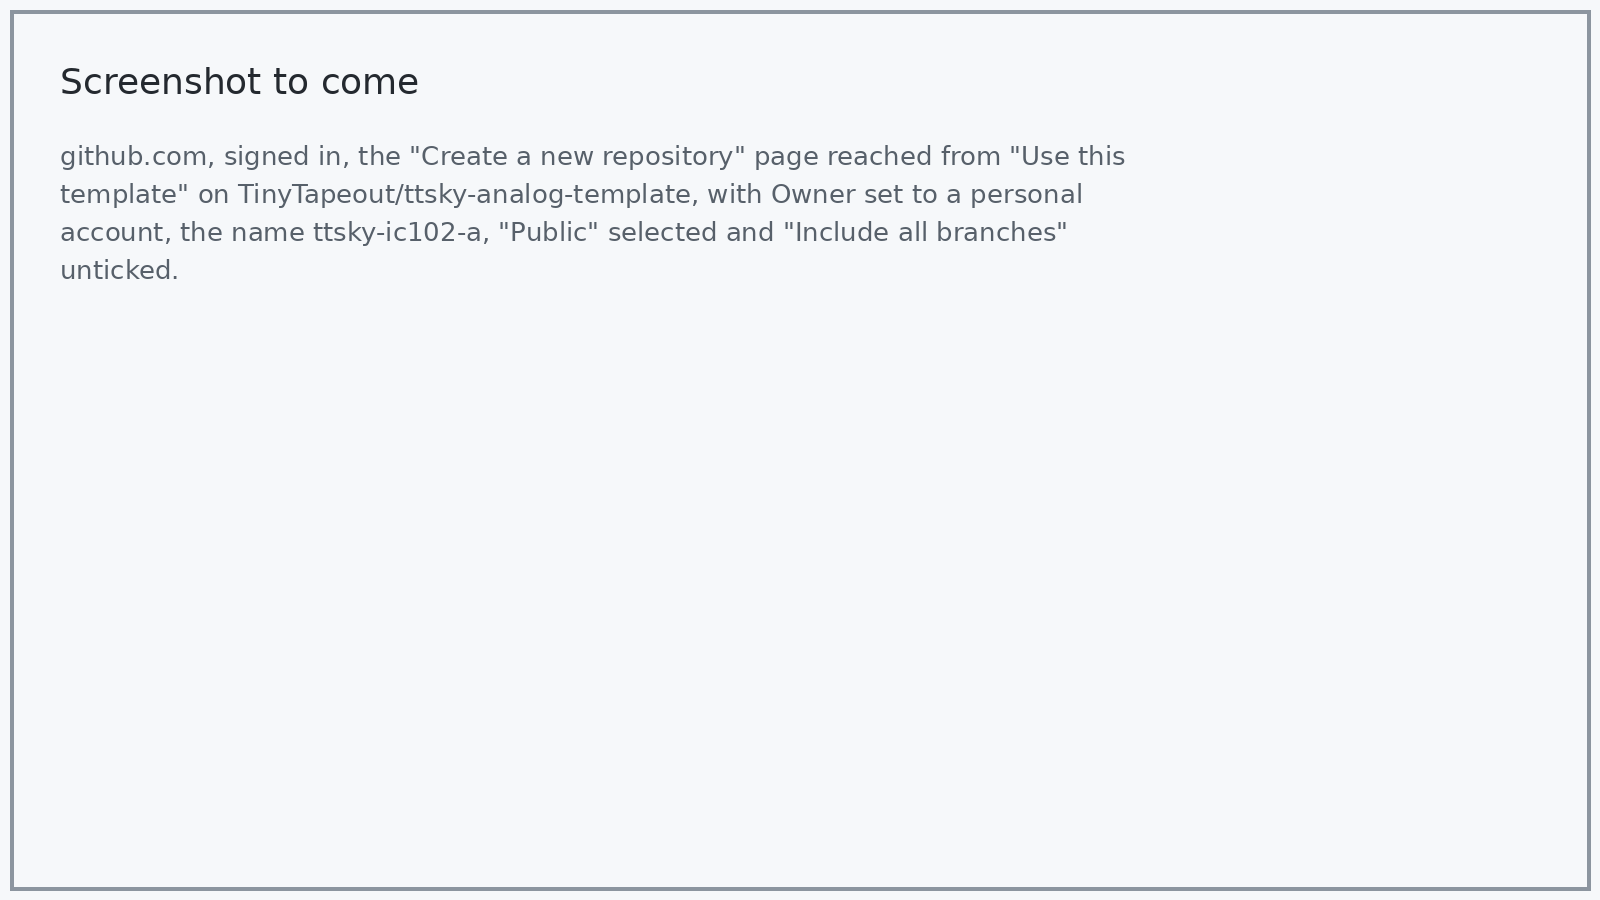 Screenshot to come
github.com, signed in, the "Create a new repository" page reached from "Use this
template" on TinyTapeout/ttsky-analog-template, with Owner set to a personal
account, the name ttsky-ic102-a, "Public" selected and "Include all branches"
unticked.